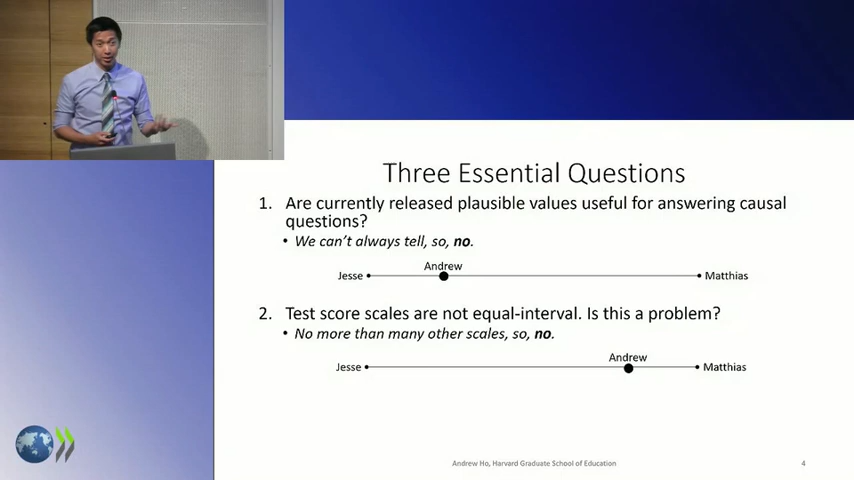 Three Essential Questions
1. Are currently released plausible values useful for answering causal
questions?
• We can't always tell, so, no.
Andrew
Jesse Matthias
2. Test score scales are not equal-interval. Is this a problem?
• No more than many other scales, so, no.
Andrew
Jesse Matthias
Andrew Ho, Harvard Graduate School of Education 4